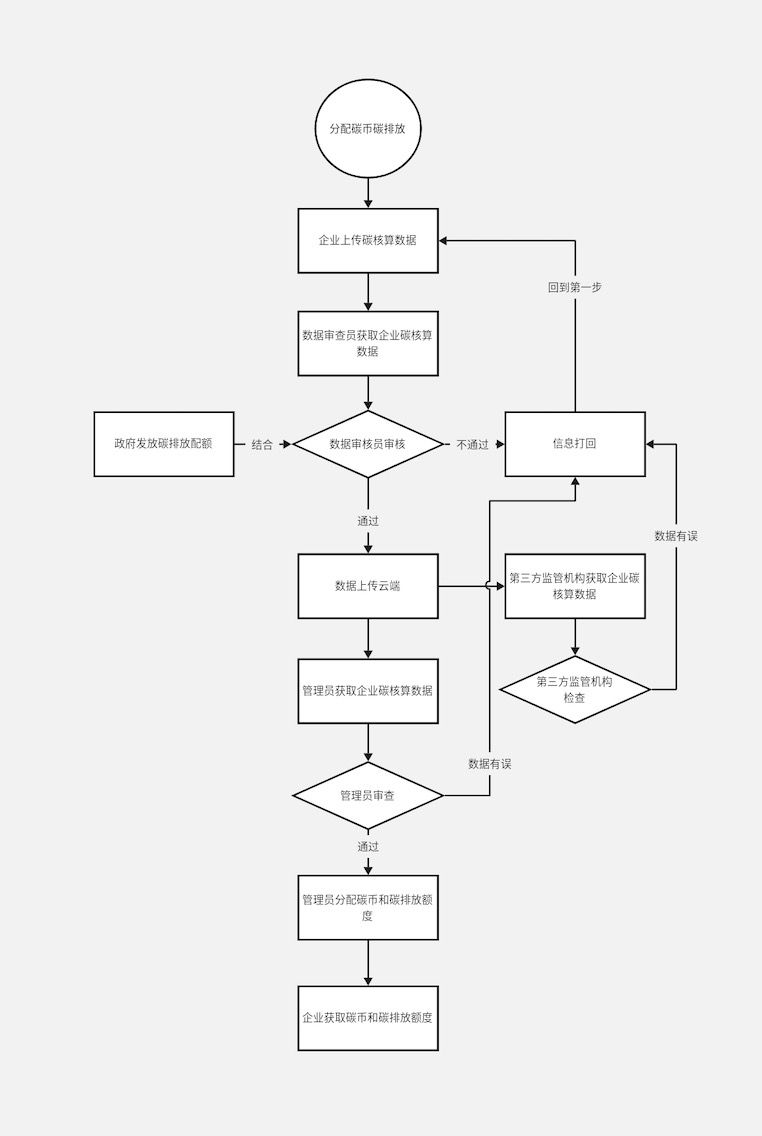 分配碳币碳排放
企业上传碳核算数据
回到第一步
数据审查员获取企业碳核算
数据
政府发放碳排放配额
结合
数据审核员审核
不通过
信息打回
通过
数据有误
数据上传云端
第三方监管机构获取企业碳
核算数据
管理员获取企业碳核算数据
第三方监管机构
检查
数据有误
管理员审查
通过
管理员分配碳币和碳排放额
度
企业获取碳币和碳排放额度